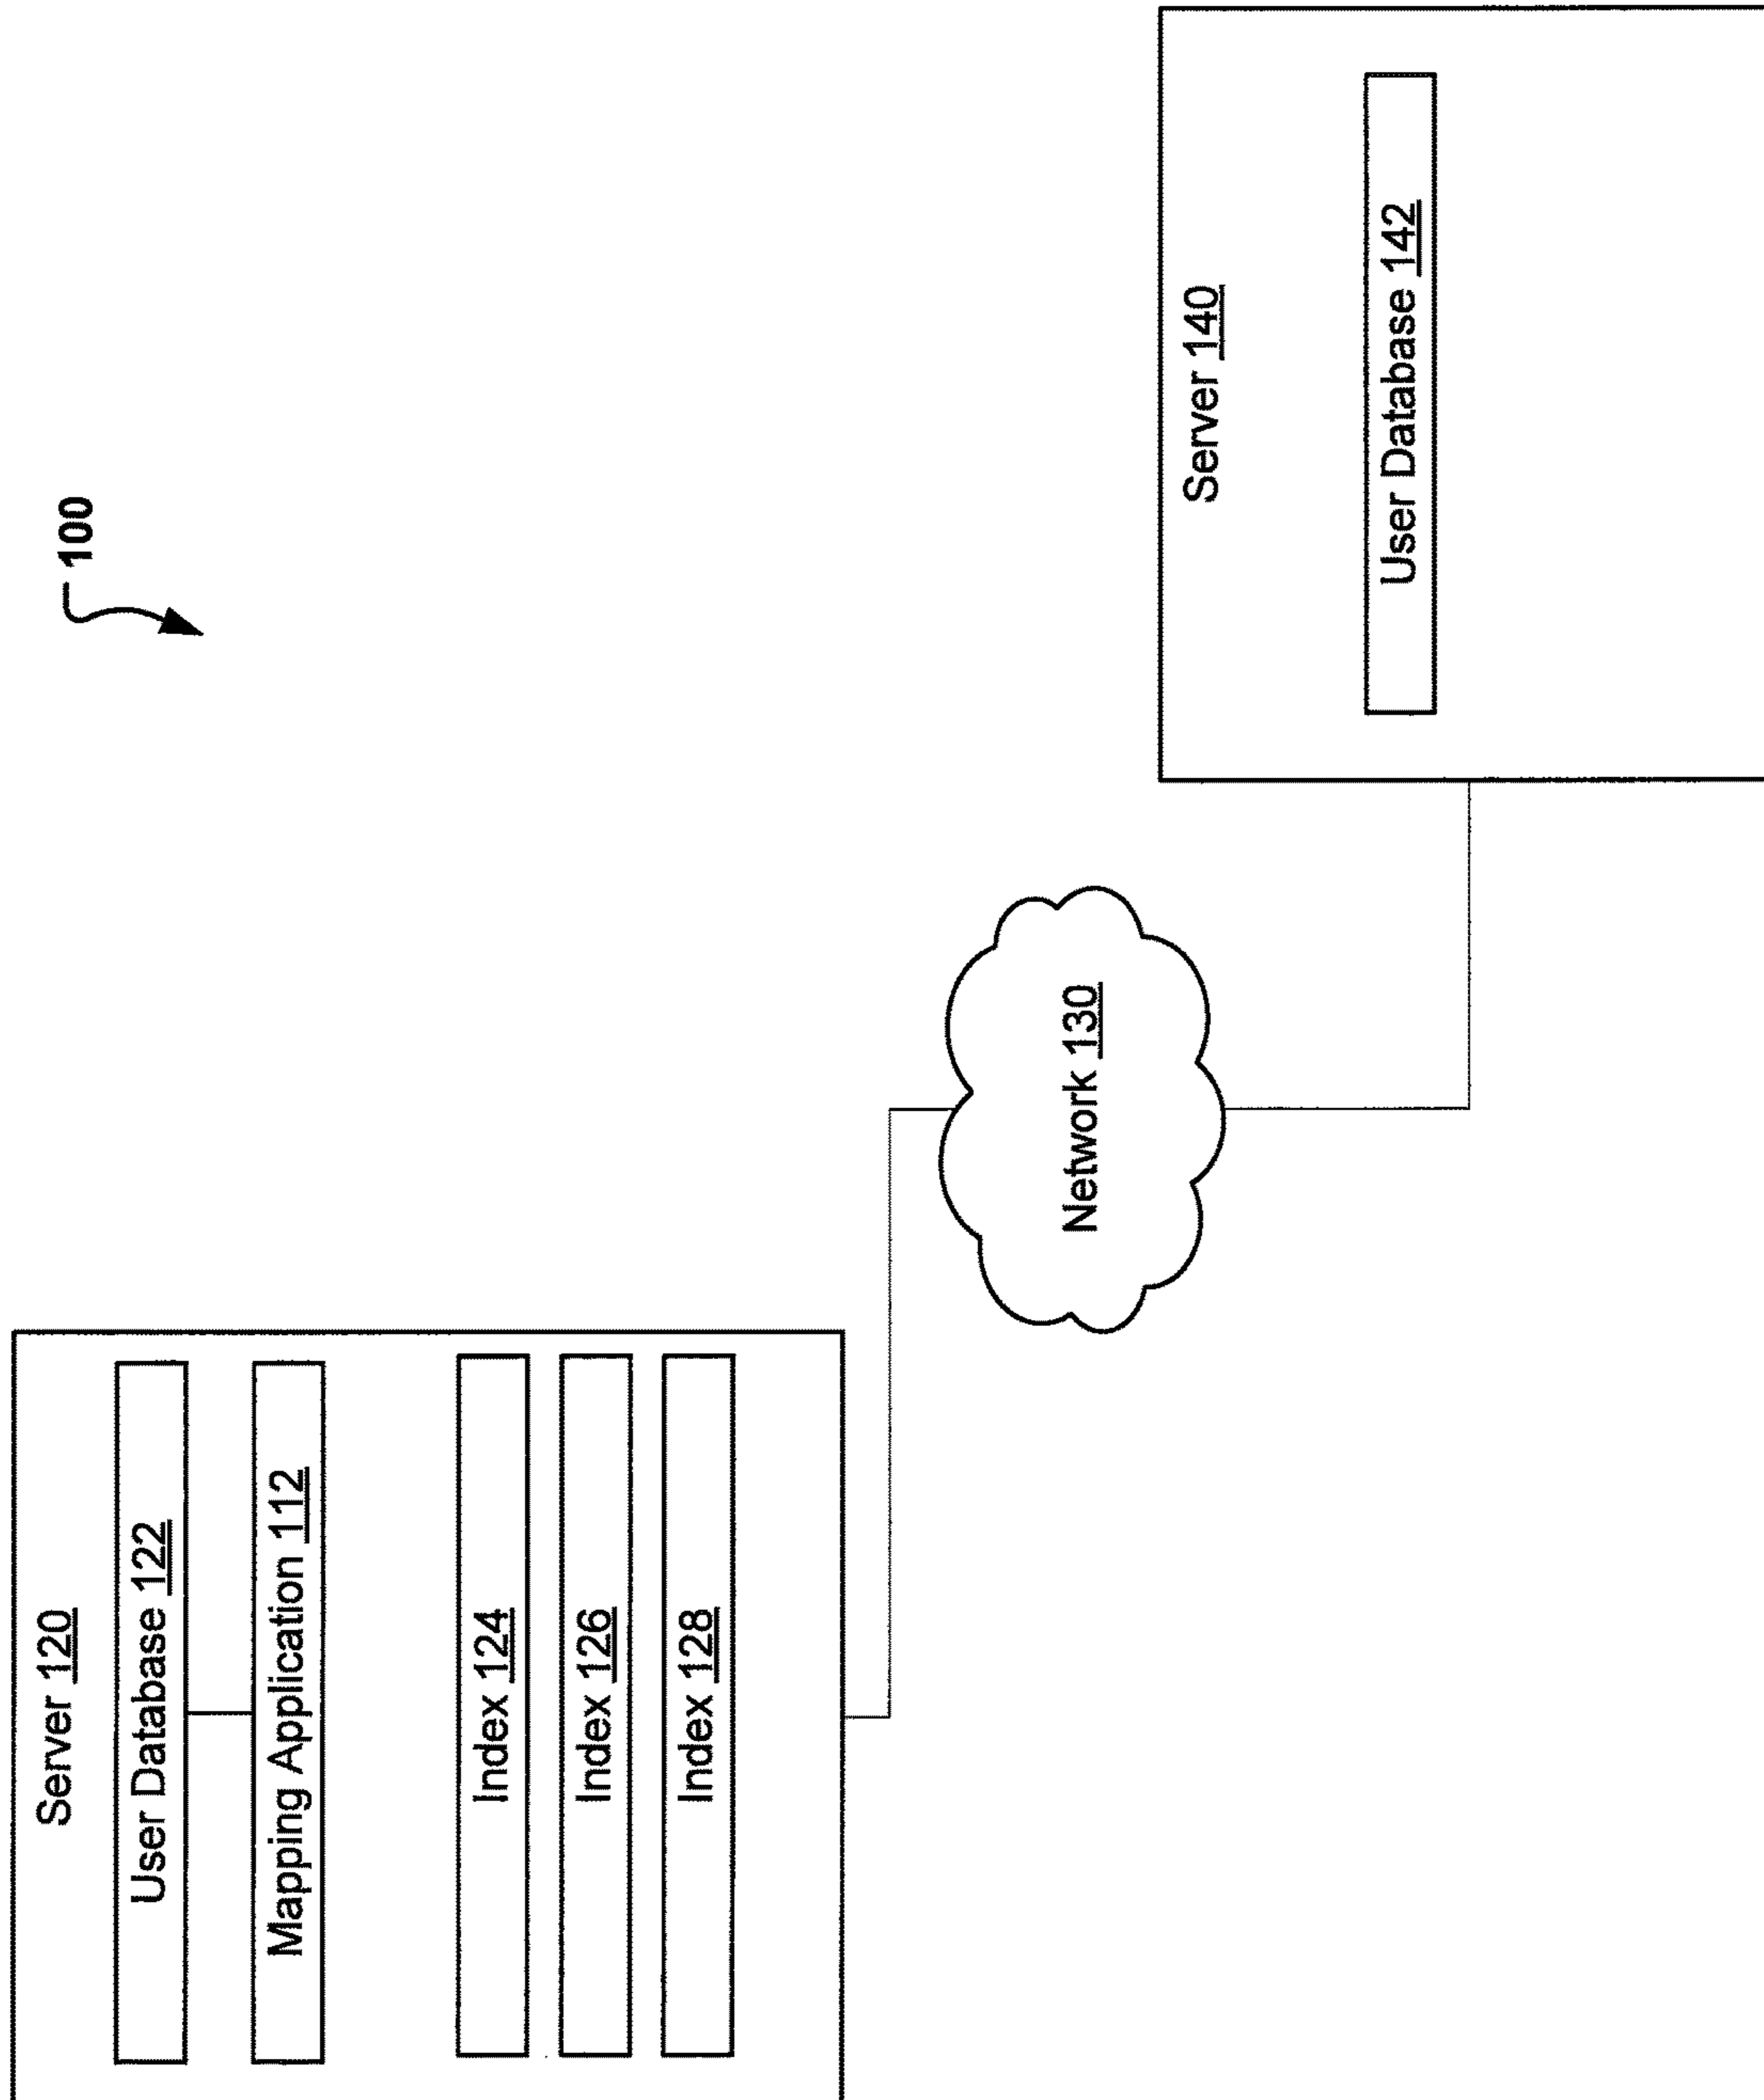 100
Server 120
User Database 122
Mapping Application 112
Index 124
Index 126
Index 128
Network 130
Server 140
User Database 142